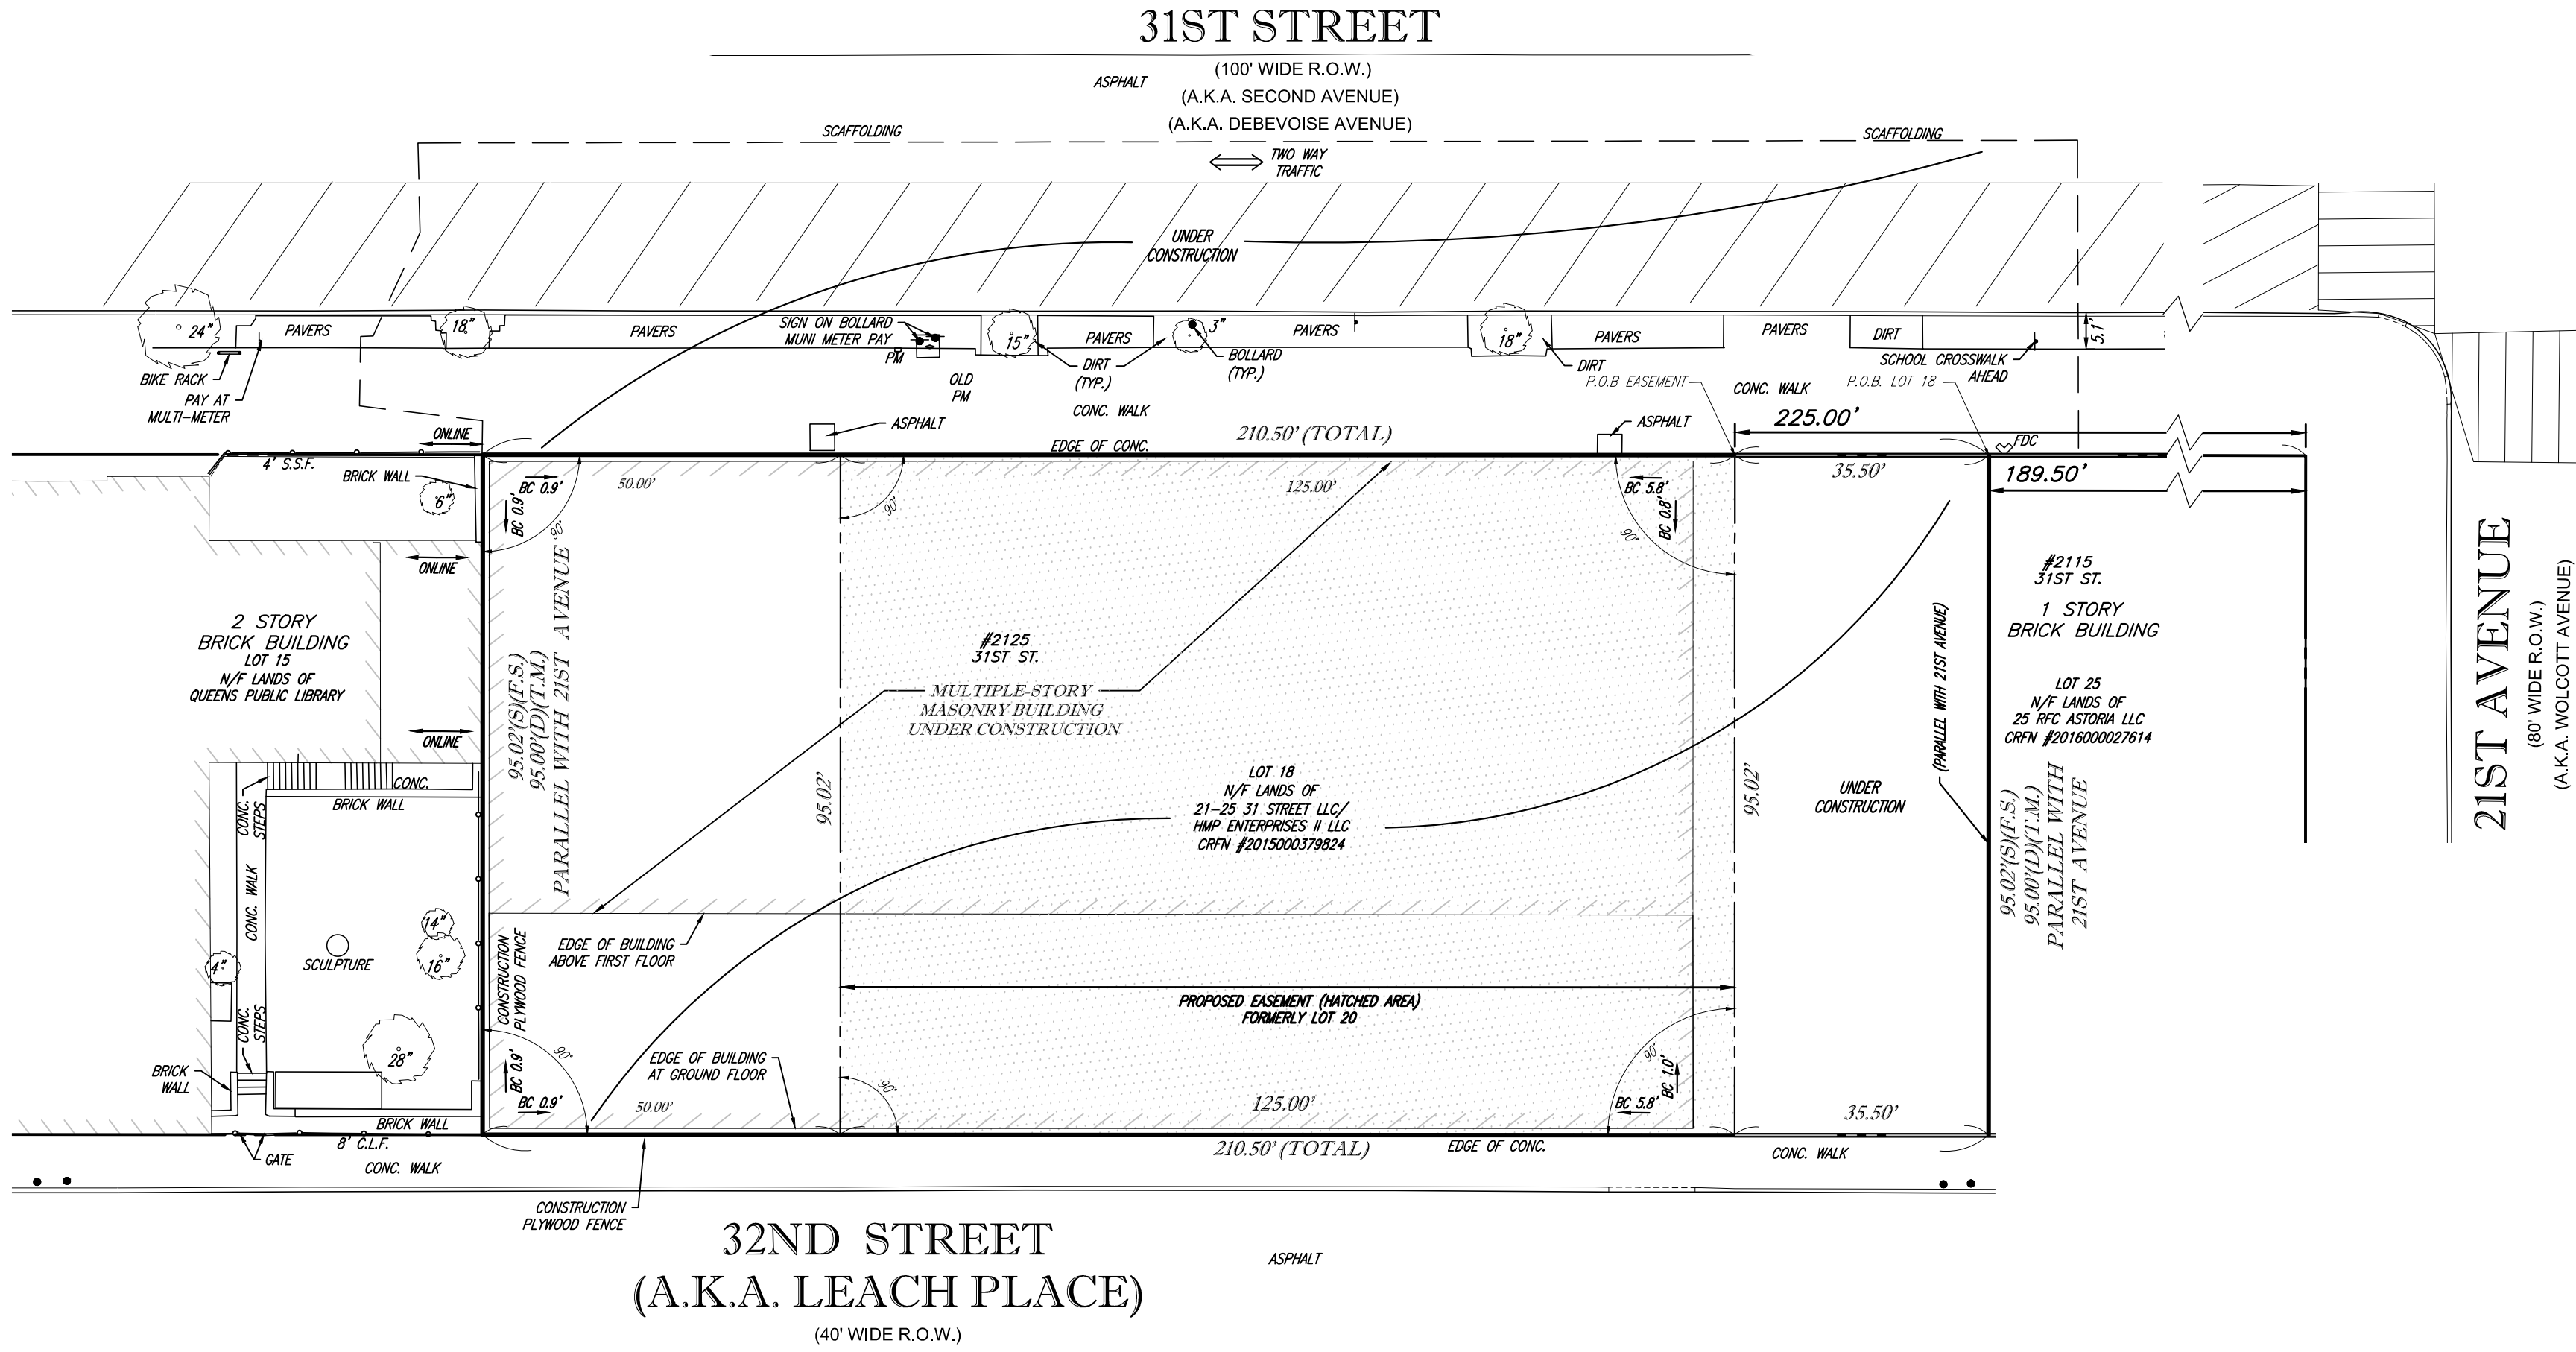 31ST STREET
(100' WIDE R.O.W.)
ASPHALT
(A.K.A. SECOND AVENUE)
(A.K.A. DEBEVOISE AVENUE)
SCAFFOLDING
SCAFFOLDING
TWO WAY
TRAFFIC
UNDER
CONSTRUCTION
24"
PAVERS
18"
PAVERS
SIGN ON BOLLARD
MUNI METER PAY
PM
15"
PAVERS
3"
PAVERS
18"
PAVERS
PAVERS
DIRT
5.1'
BIKE RACK
PAY AT
MULTI-METER
OLD
PM
DIRT
(TYP.)
BOLLARD
(TYP.)
DIRT
SCHOOL CROSSWALK
AHEAD
P.O.B EASEMENT
CONC. WALK
P.O.B. LOT 18
CONC. WALK
225.00'
ONLINE
ASPHALT
EDGE OF CONC.
210.50' (TOTAL)
ASPHALT
FDC
4' S.S.F.
BRICK WALL
6"
BC 0.9'
BC 0.9'
90°
50.00'
90°
125.00'
BC 5.8'
BC 0.8'
90°
35.50'
189.50'
ONLINE
2 STORY
BRICK BUILDING
LOT 15
N/F LANDS OF
QUEENS PUBLIC LIBRARY
ONLINE
95.02'(S)(F.S.)
95.00'(D)(T.M.)
PARALLEL WITH 21ST AVENUE
#2125
31ST ST.
MULTIPLE-STORY
MASONRY BUILDING
UNDER CONSTRUCTION
95.02'
LOT 18
N/F LANDS OF
21-25 31 STREET LLC/
HMP ENTERPRISES II LLC
CRFN #2015000379824
95.02'
UNDER
CONSTRUCTION
(PARALLEL WITH 21ST AVENUE)
#2115
31ST ST.
1 STORY
BRICK BUILDING
LOT 25
N/F LANDS OF
25 RFC ASTORIA LLC
CRFN #2016000027614
95.02'(S)(F.S.)
95.00'(D)(T.M.)
PARALLEL WITH
21ST AVENUE
21ST AVENUE
(80' WIDE R.O.W.)
(A.K.A. WOLCOTT AVENUE)
CONC.
BRICK WALL
CONC.
STEPS
CONC. WALK
14"
16"
4"
SCULPTURE
CONC.
STEPS
28"
BRICK
WALL
BRICK WALL
8' C.L.F.
GATE
CONC. WALK
CONSTRUCTION
PLYWOOD FENCE
EDGE OF BUILDING
ABOVE FIRST FLOOR
PROPOSED EASEMENT (HATCHED AREA)
FORMERLY LOT 20
90°
BC 0.9'
BC 0.9'
EDGE OF BUILDING
AT GROUND FLOOR
50.00'
90°
125.00'
90°
BC 1.0'
BC 5.8'
35.50'
210.50' (TOTAL)
EDGE OF CONC.
CONC. WALK
CONSTRUCTION
PLYWOOD FENCE
32ND STREET
(A.K.A. LEACH PLACE)
(40' WIDE R.O.W.)
ASPHALT